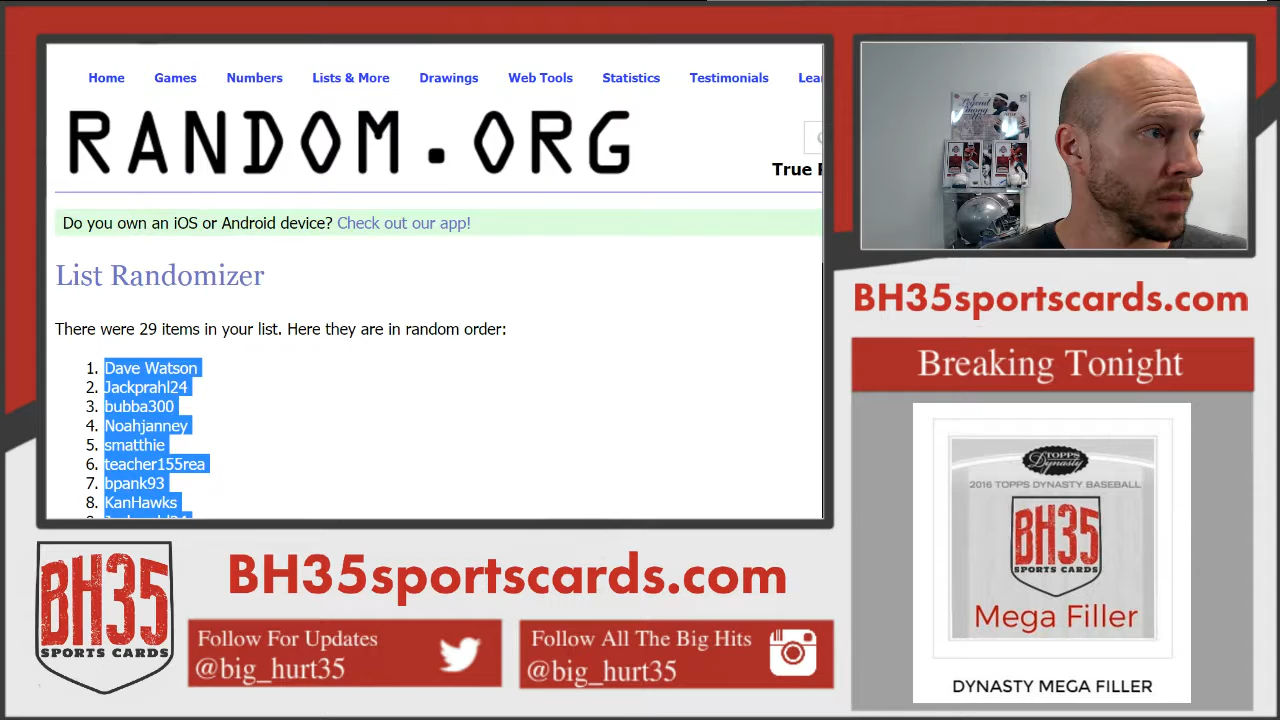 Home Games Numbers Lists & More Drawings Web Tools Statistics Testimonials Lea
RANDOM.ORG
True
Do you own an iOS or Android device? Check out our app!
List Randomizer
There were 29 items in your list. Here they are in random order:
1. Dave Watson
2. Jackprahl24
3. bubba300
4. Noahjanney
5. smatthie
6. teacher155rea
7. bpank93
8. KanHawks
BH35sportscards.com
Breaking Tonight
TOPPS
Dynasty
2016 TOPPS DYNASTY BASEBALL
BH35
SPORTS CARDS
Mega Filler
DYNASTY MEGA FILLER
BH35
SPORTS CARDS
BH35sportscards.com
Follow For Updates
@big_hurt35
Follow All The Big Hits
@big_hurt35